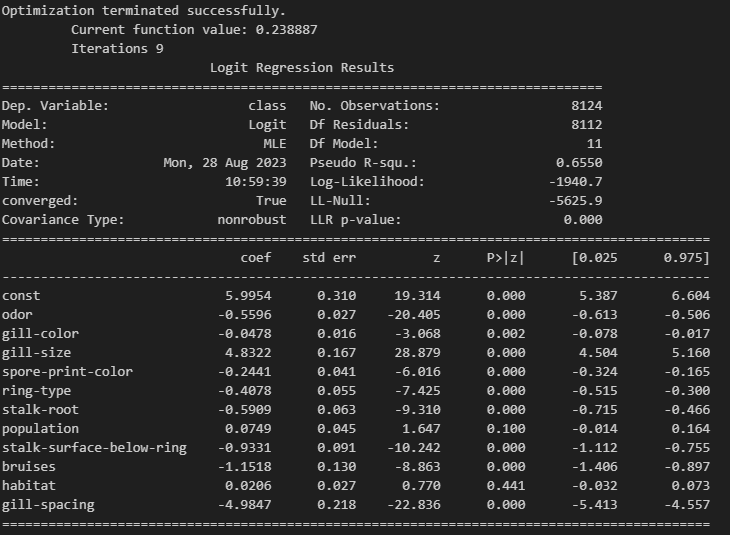 Optimization terminated successfully.
         Current function value: 0.238887
         Iterations 9
                           Logit Regression Results
==============================================================================
Dep. Variable:                  class   No. Observations:                 8124
Model:                          Logit   Df Residuals:                     8112
Method:                           MLE   Df Model:                           11
Date:                Mon, 28 Aug 2023   Pseudo R-squ.:                  0.6550
Time:                        10:59:39   Log-Likelihood:                -1940.7
converged:                       True   LL-Null:                       -5625.9
Covariance Type:            nonrobust   LLR p-value:                     0.000
============================================================================================
                               coef    std err          z      P>|z|      [0.025      0.975]
--------------------------------------------------------------------------------------------
const                        5.9954      0.310     19.314      0.000       5.387       6.604
odor                        -0.5596      0.027    -20.405      0.000      -0.613      -0.506
gill-color                  -0.0478      0.016     -3.068      0.002      -0.078      -0.017
gill-size                    4.8322      0.167     28.879      0.000       4.504       5.160
spore-print-color           -0.2441      0.041     -6.016      0.000      -0.324      -0.165
ring-type                   -0.4078      0.055     -7.425      0.000      -0.515      -0.300
stalk-root                  -0.5909      0.063     -9.310      0.000      -0.715      -0.466
population                   0.0749      0.045      1.647      0.100      -0.014       0.164
stalk-surface-below-ring    -0.9331      0.091    -10.242      0.000      -1.112      -0.755
bruises                     -1.1518      0.130     -8.863      0.000      -1.406      -0.897
habitat                      0.0206      0.027      0.770      0.441      -0.032       0.073
gill-spacing                -4.9847      0.218    -22.836      0.000      -5.413      -4.557
============================================================================================